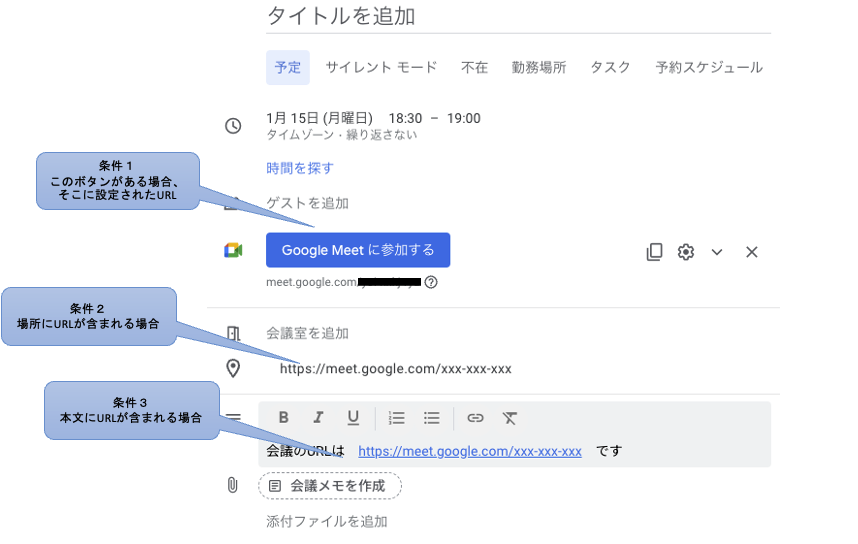 タイトルを追加
予定 サイレント モード 不在 勤務場所 タスク 予約スケジュール
1月 15日 (月曜日) 18:30 – 19:00
タイムゾーン・繰り返さない
時間を探す
条件１
このボタンがある場合、
そこに設定されたURL
ゲストを追加
Google Meet に参加する
meet.google.com/
条件２
場所にURLが含まれる場合
会議室を追加
https://meet.google.com/xxx-xxx-xxx
条件３
本文にURLが含まれる場合
B I U
会議のURLは https://meet.google.com/xxx-xxx-xxx です
会議メモを作成
添付ファイルを追加